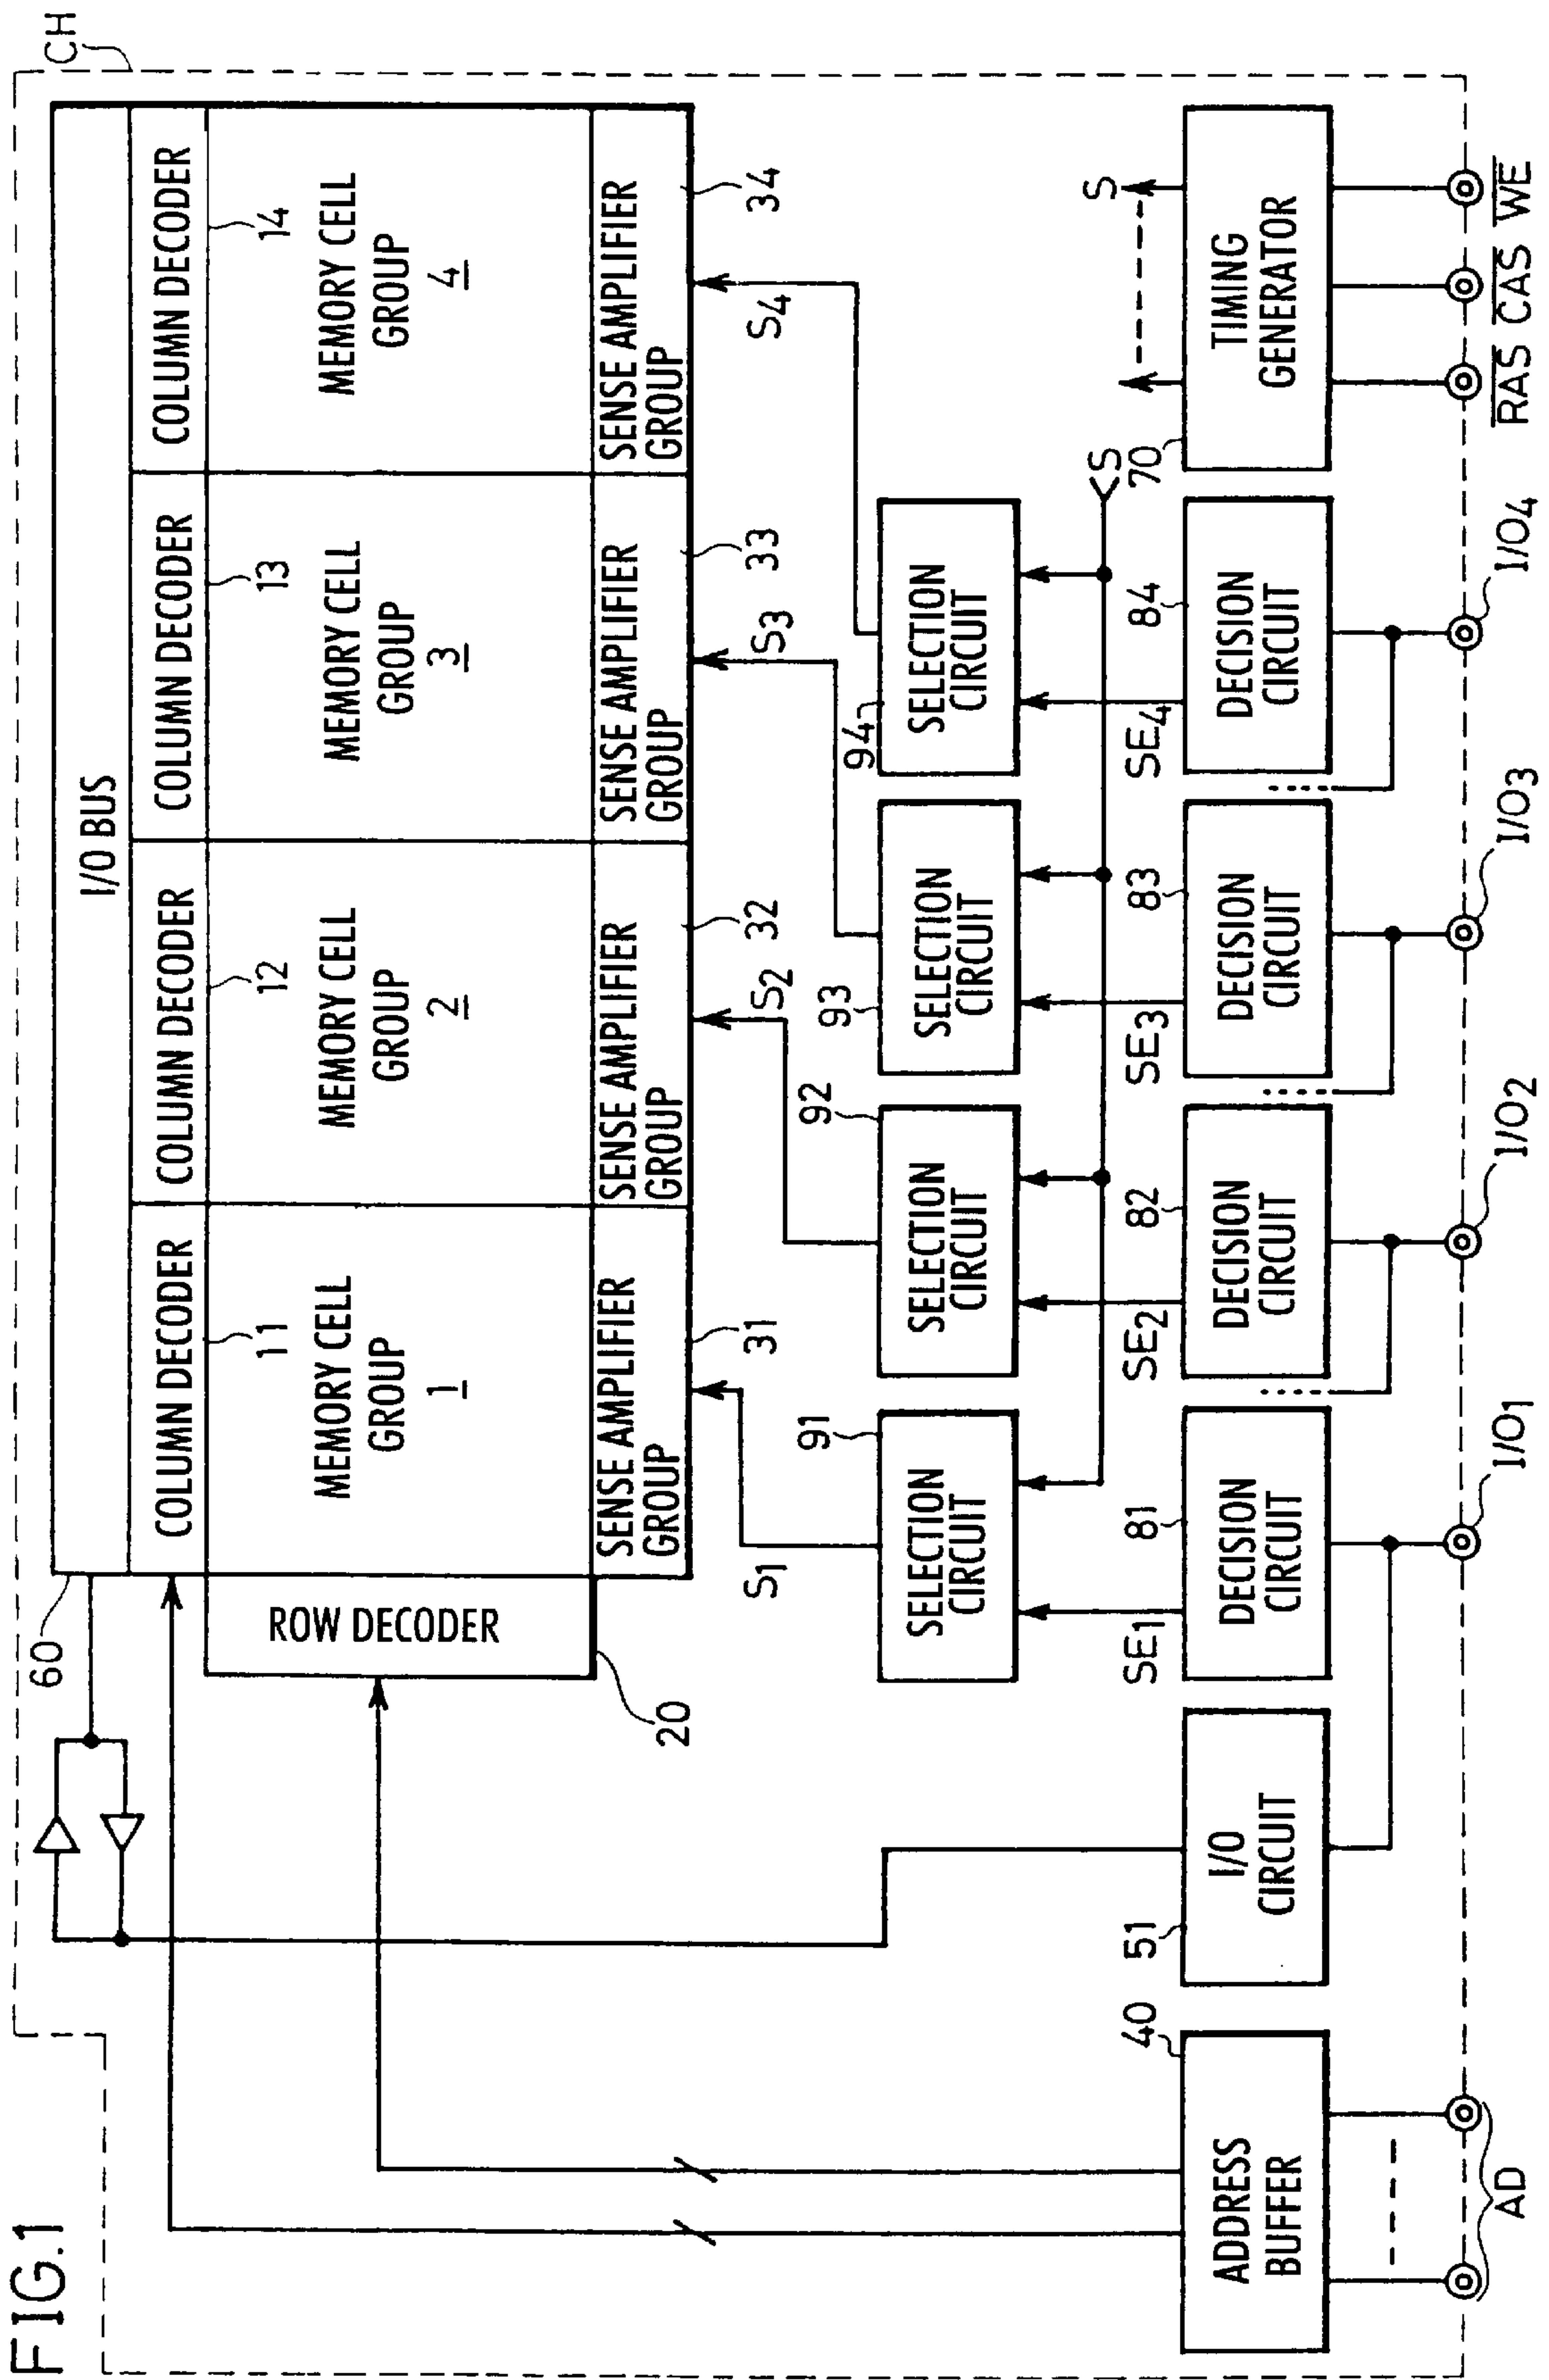 FIG.1
CH
60
I/O BUS
COLUMN DECODER
COLUMN DECODER
COLUMN DECODER
COLUMN DECODER
11
12
13
14
ROW DECODER
20
MEMORY CELL
GROUP
1
MEMORY CELL
GROUP
2
MEMORY CELL
GROUP
3
MEMORY CELL
GROUP
4
SENSE AMPLIFIER
GROUP
SENSE AMPLIFIER
GROUP
SENSE AMPLIFIER
GROUP
SENSE AMPLIFIER
GROUP
31
32
33
34
S1
S2
S3
S4
91
SELECTION
CIRCUIT
92
SELECTION
CIRCUIT
93
SELECTION
CIRCUIT
94
SELECTION
CIRCUIT
S
S
40
ADDRESS
BUFFER
51
I/O
CIRCUIT
SE1
81
DECISION
CIRCUIT
SE2
82
DECISION
CIRCUIT
SE3
83
DECISION
CIRCUIT
SE4
84
DECISION
CIRCUIT
70
TIMING
GENERATOR
AD
I/O1
I/O2
I/O3
I/O4
RAS CAS WE